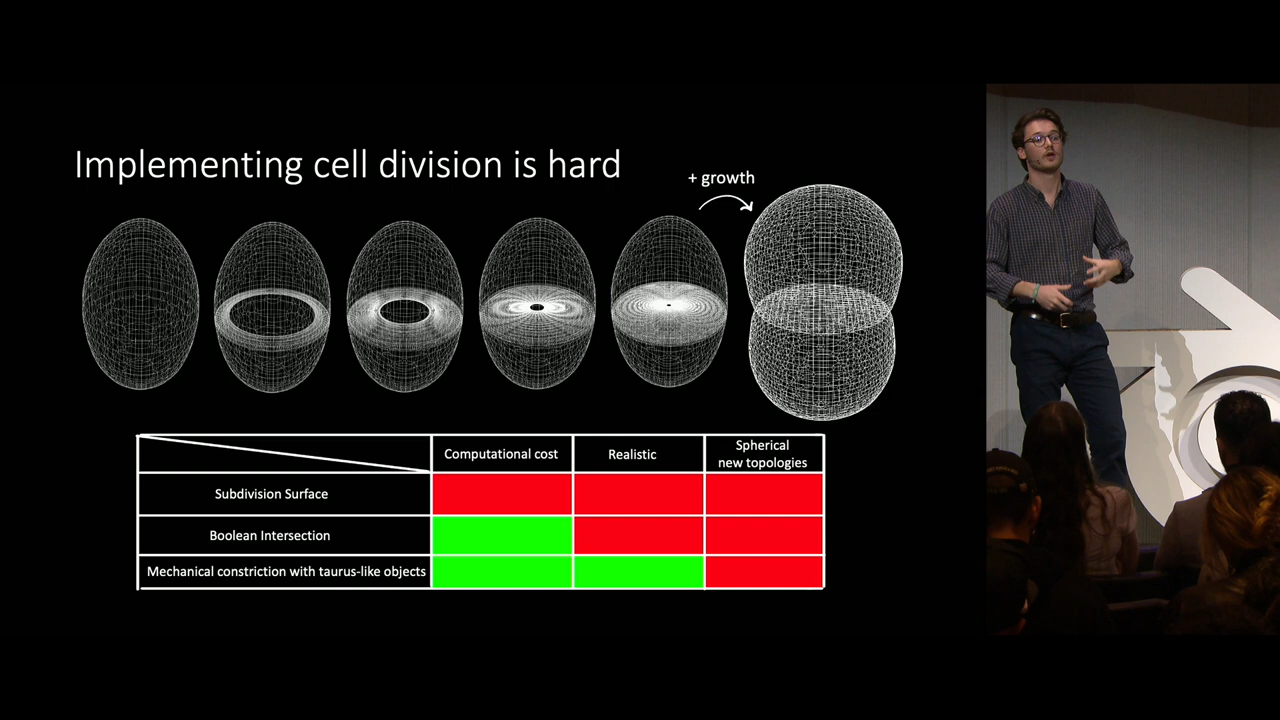 Implementing cell division is hard
+ growth
Computational cost
Realistic
Spherical
new topologies
Subdivision Surface
Boolean Intersection
Mechanical constriction with taurus-like objects